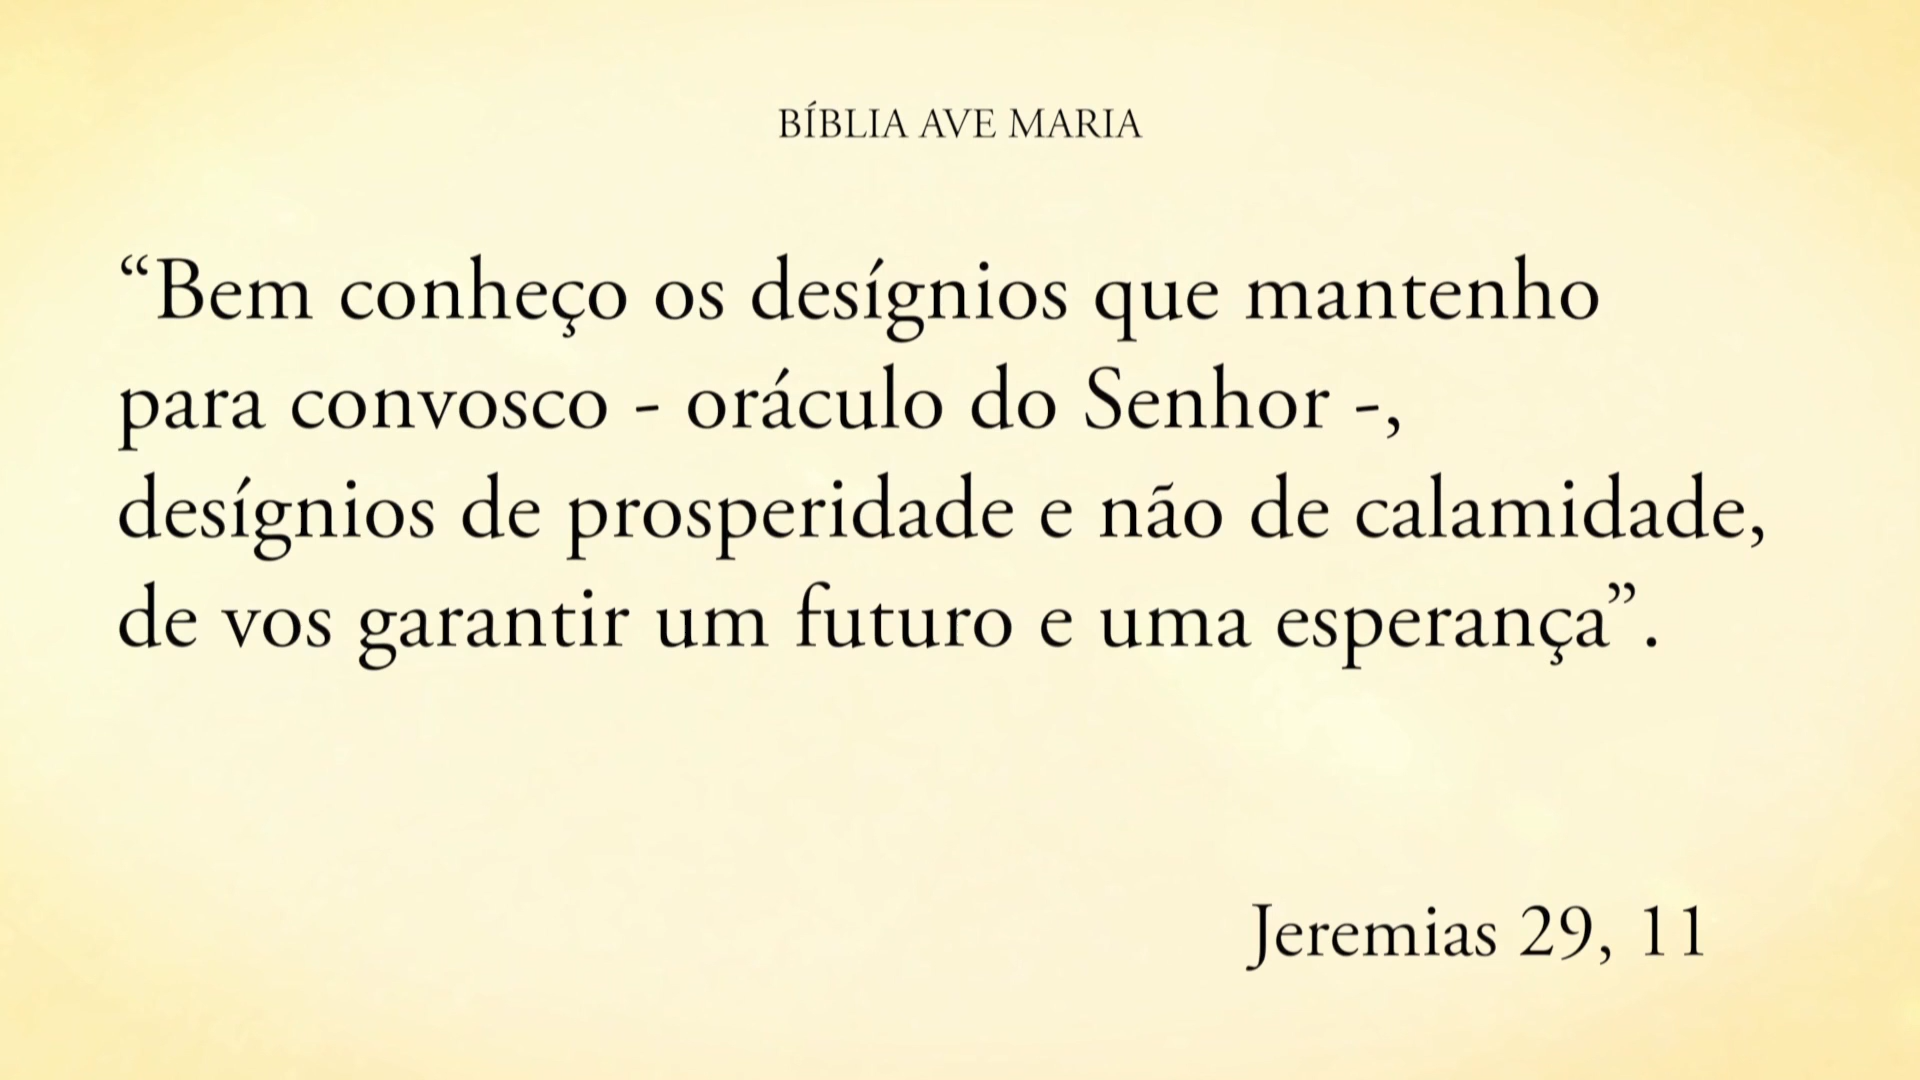 BÍBLIA AVE MARIA
“Bem conheço os desígnios que mantenho
para convosco - oráculo do Senhor -,
desígnios de prosperidade e não de calamidade,
de vos garantir um futuro e uma esperança”.
Jeremias 29, 11